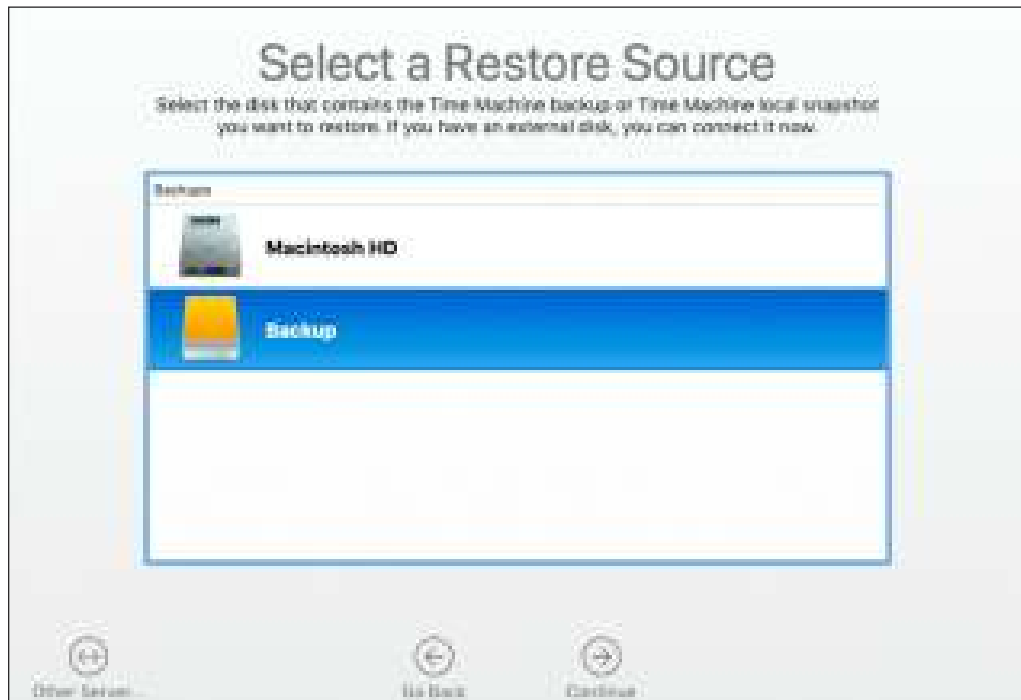 Select a Restore Source
Select the disk that contains the Time Machine backup or Time Machine local snapshot
you want to restore. If you have an external disk, you can connect it now.
Backups
Macintosh HD
Backup
Other Server...
Go Back
Continue